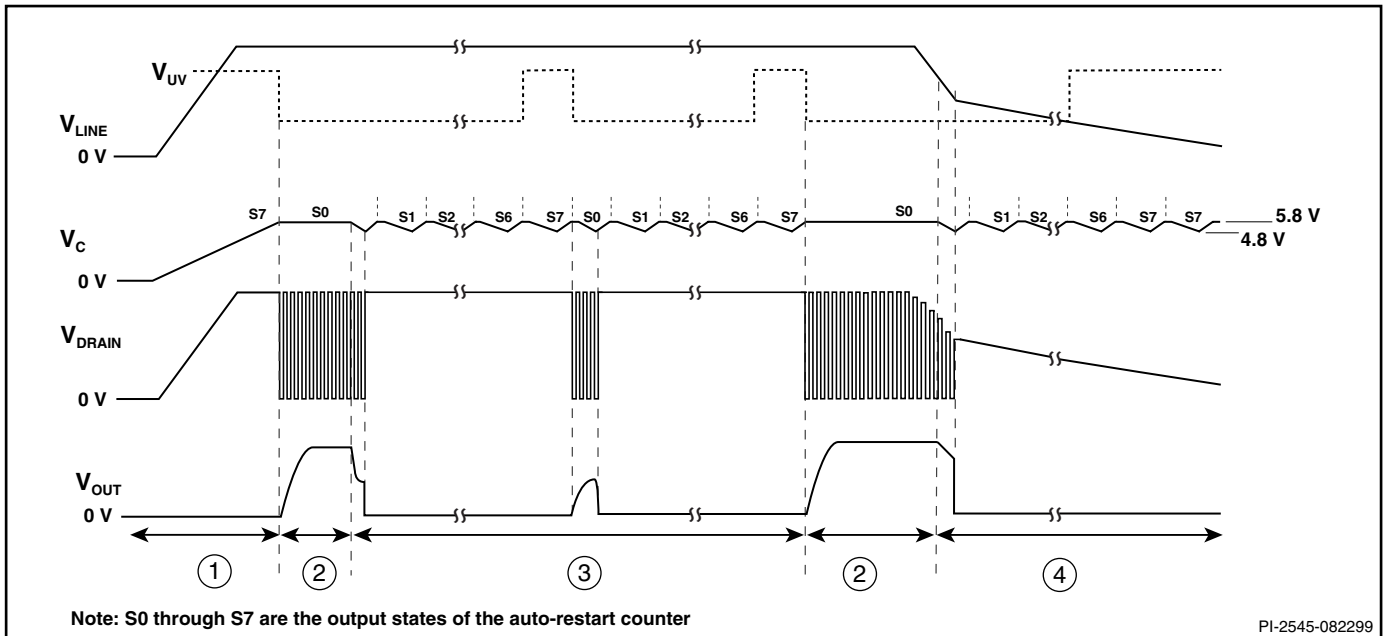 V_UV
V_LINE
0 V
S7 S0 S1 S2 S6 S7 S0 S1 S2 S6 S7 S0 S1 S2 S6 S7 S7
5.8 V
4.8 V
V_C
0 V
V_DRAIN
0 V
V_OUT
0 V
1 2 3 2 4
Note: S0 through S7 are the output states of the auto-restart counter
PI-2545-082299